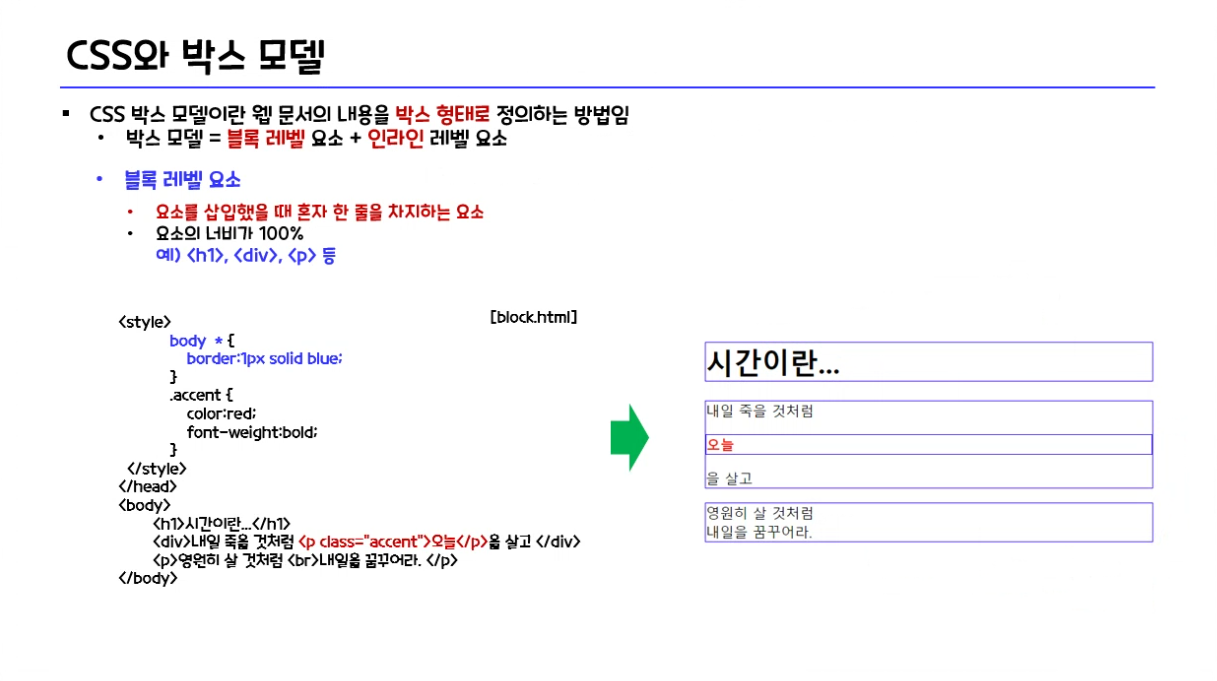 CSS와 박스 모델
▪ CSS 박스 모델이란 웹 문서의 내용을 박스 형태로 정의하는 방법임
• 박스 모델 = 블록 레벨 요소 + 인라인 레벨 요소
• 블록 레벨 요소
• 요소를 삽입했을 때 혼자 한 줄을 차지하는 요소
• 요소의 너비가 100%
예) <h1>, <div>, <p> 등
[block.html]
<style>
body * {
border:1px solid blue;
}
.accent {
color:red;
font-weight:bold;
}
</style>
</head>
<body>
<h1>시간이란...</h1>
<div>내일 죽을 것처럼 <p class="accent">오늘</p>을 살고 </div>
<p>영원히 살 것처럼 <br>내일을 꿈꾸어라. </p>
</body>
시간이란...
내일 죽을 것처럼
오늘
을 살고
영원히 살 것처럼
내일을 꿈꾸어라.